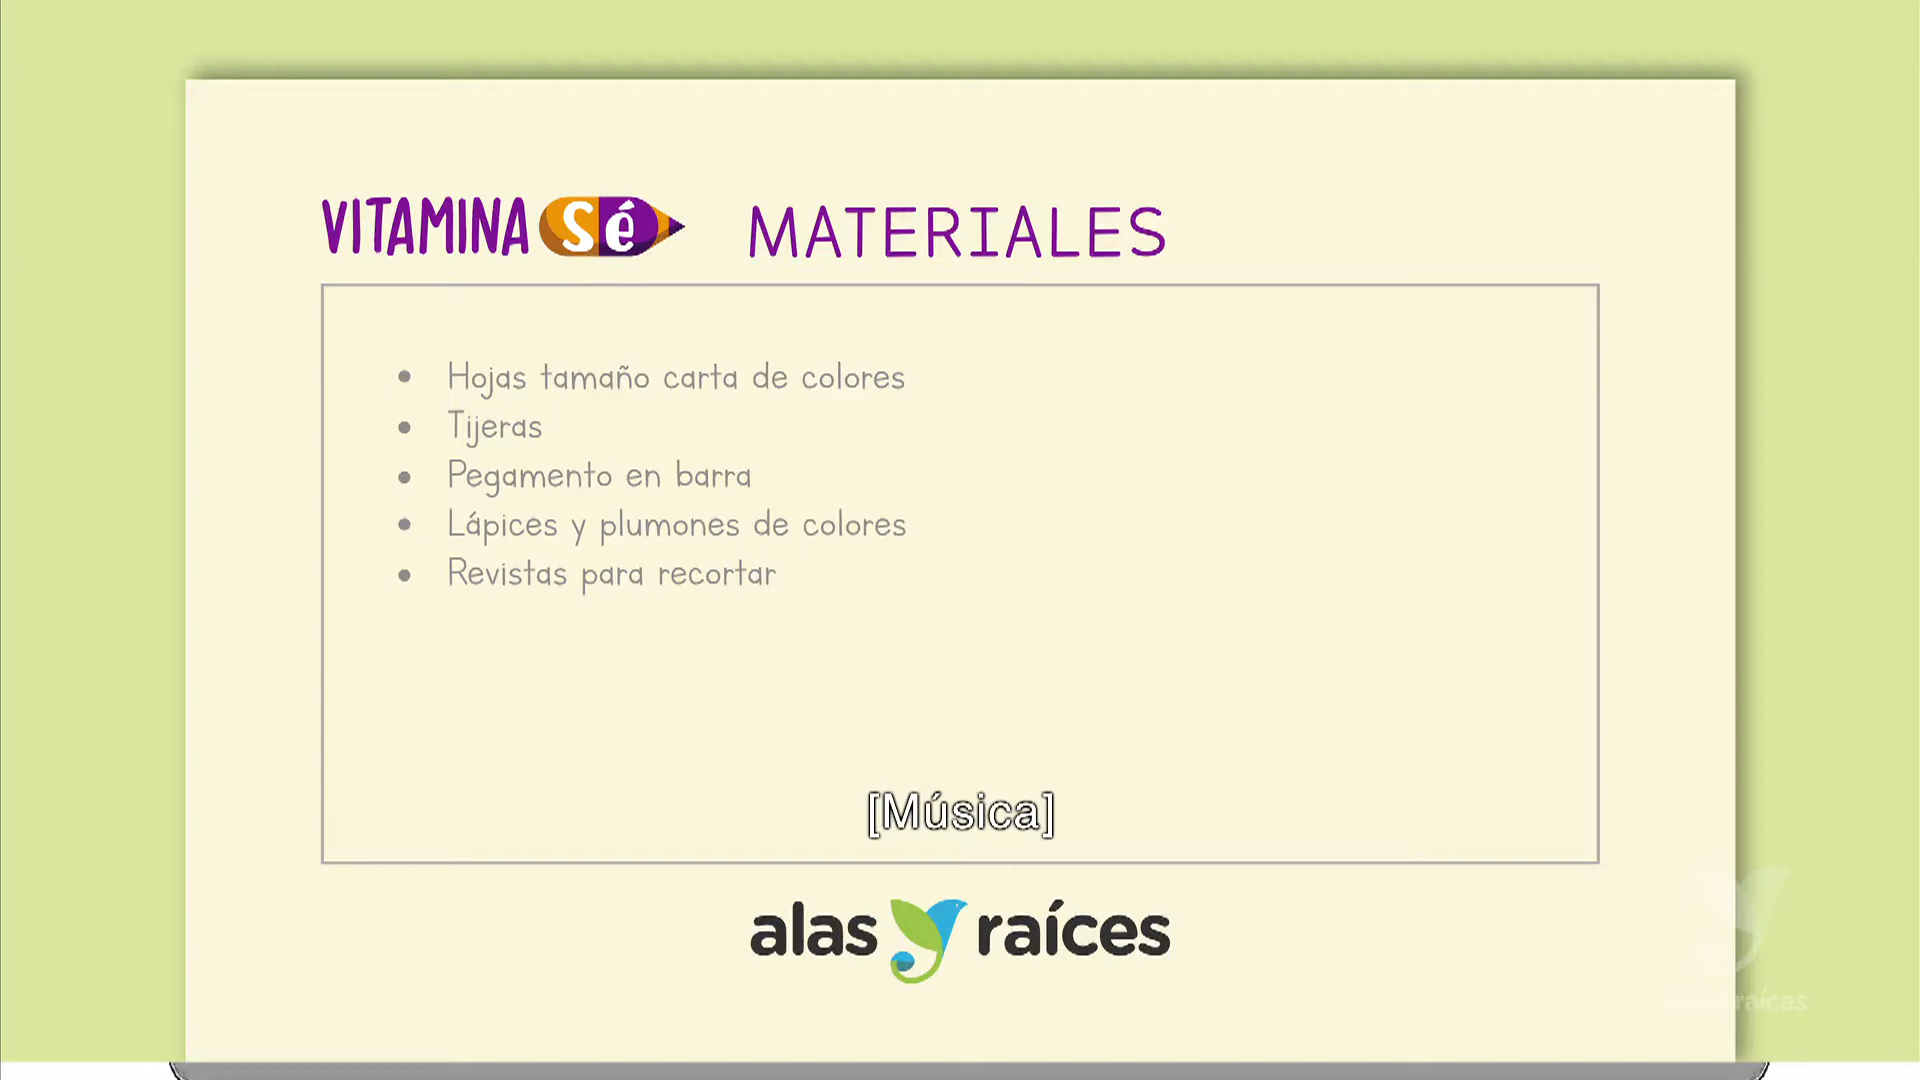 VITAMINA Sé MATERIALES
• Hojas tamaño carta de colores
• Tijeras
• Pegamento en barra
• Lápices y plumones de colores
• Revistas para recortar
[Música]
alas y raíces
raíces